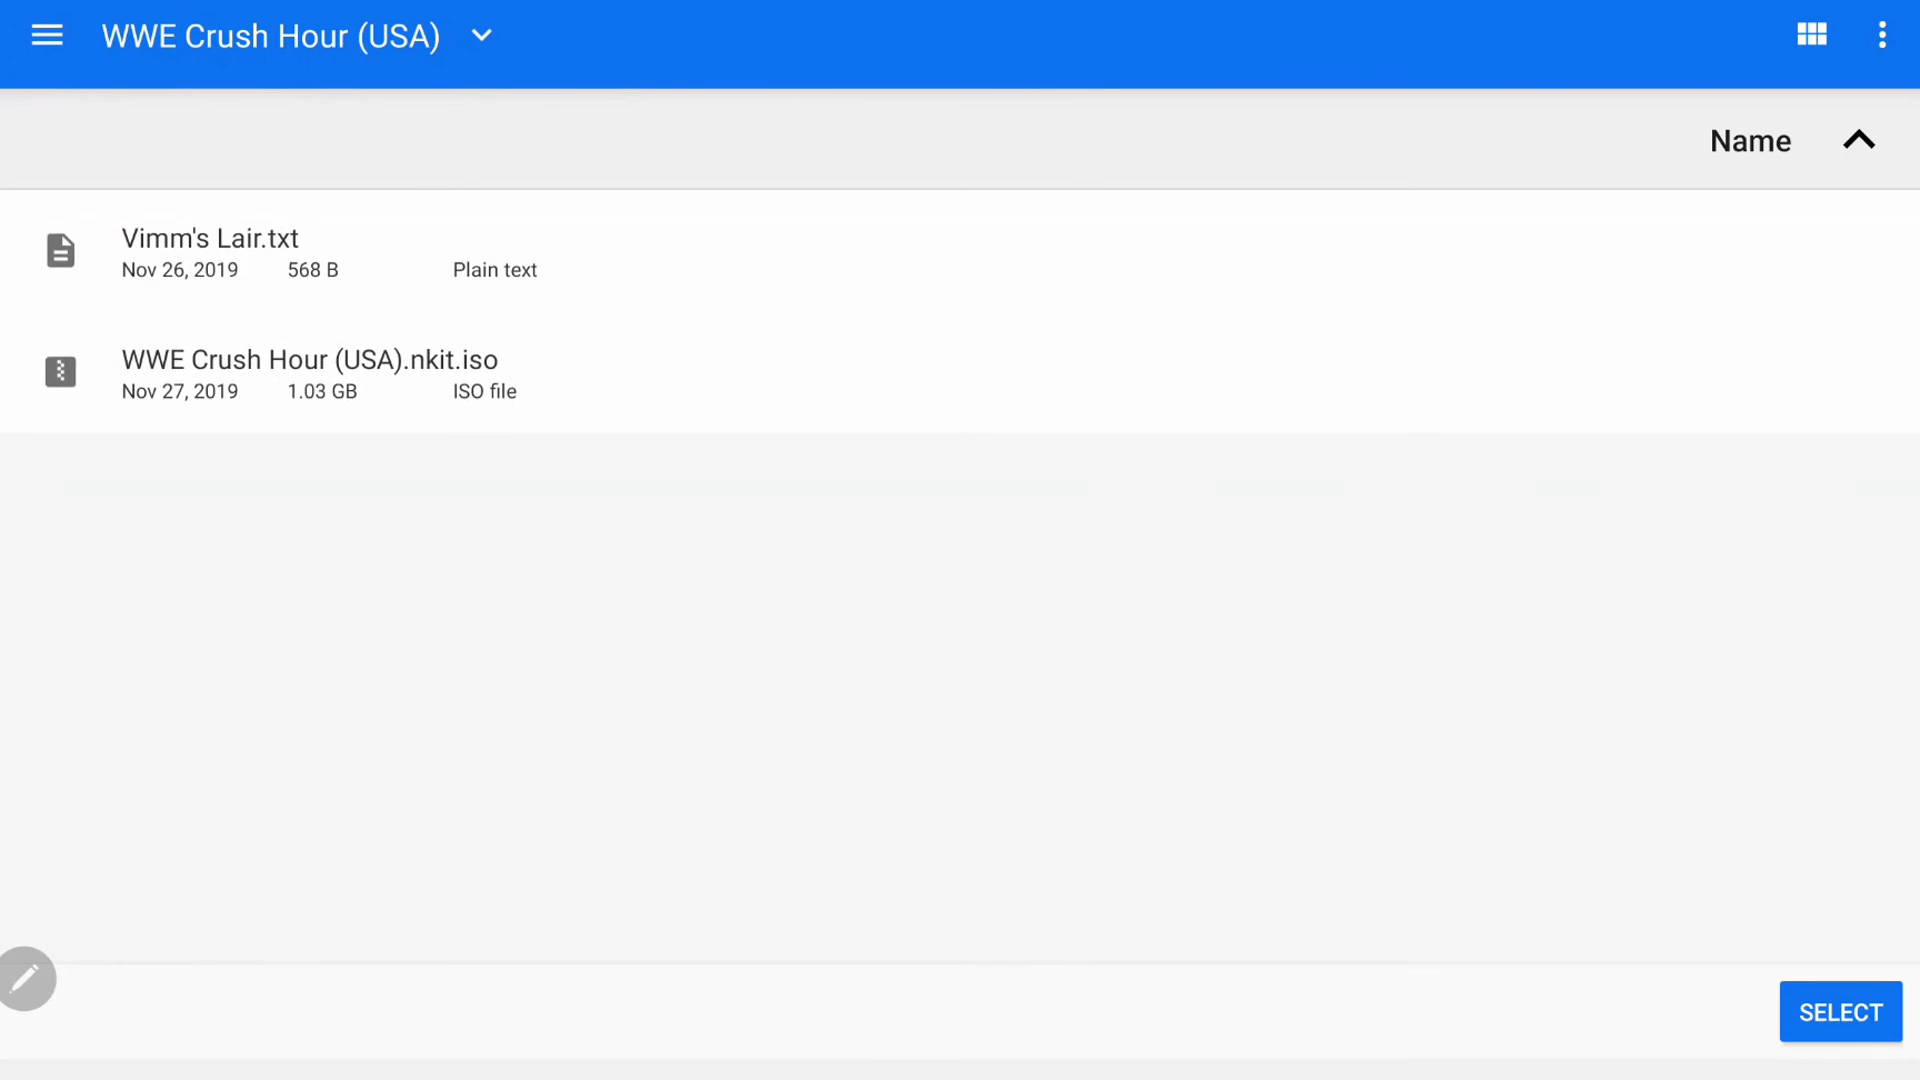 WWE Crush Hour (USA)
Name
Vimm's Lair.txt
Nov 26, 2019 568 B Plain text
WWE Crush Hour (USA).nkit.iso
Nov 27, 2019 1.03 GB ISO file
SELECT